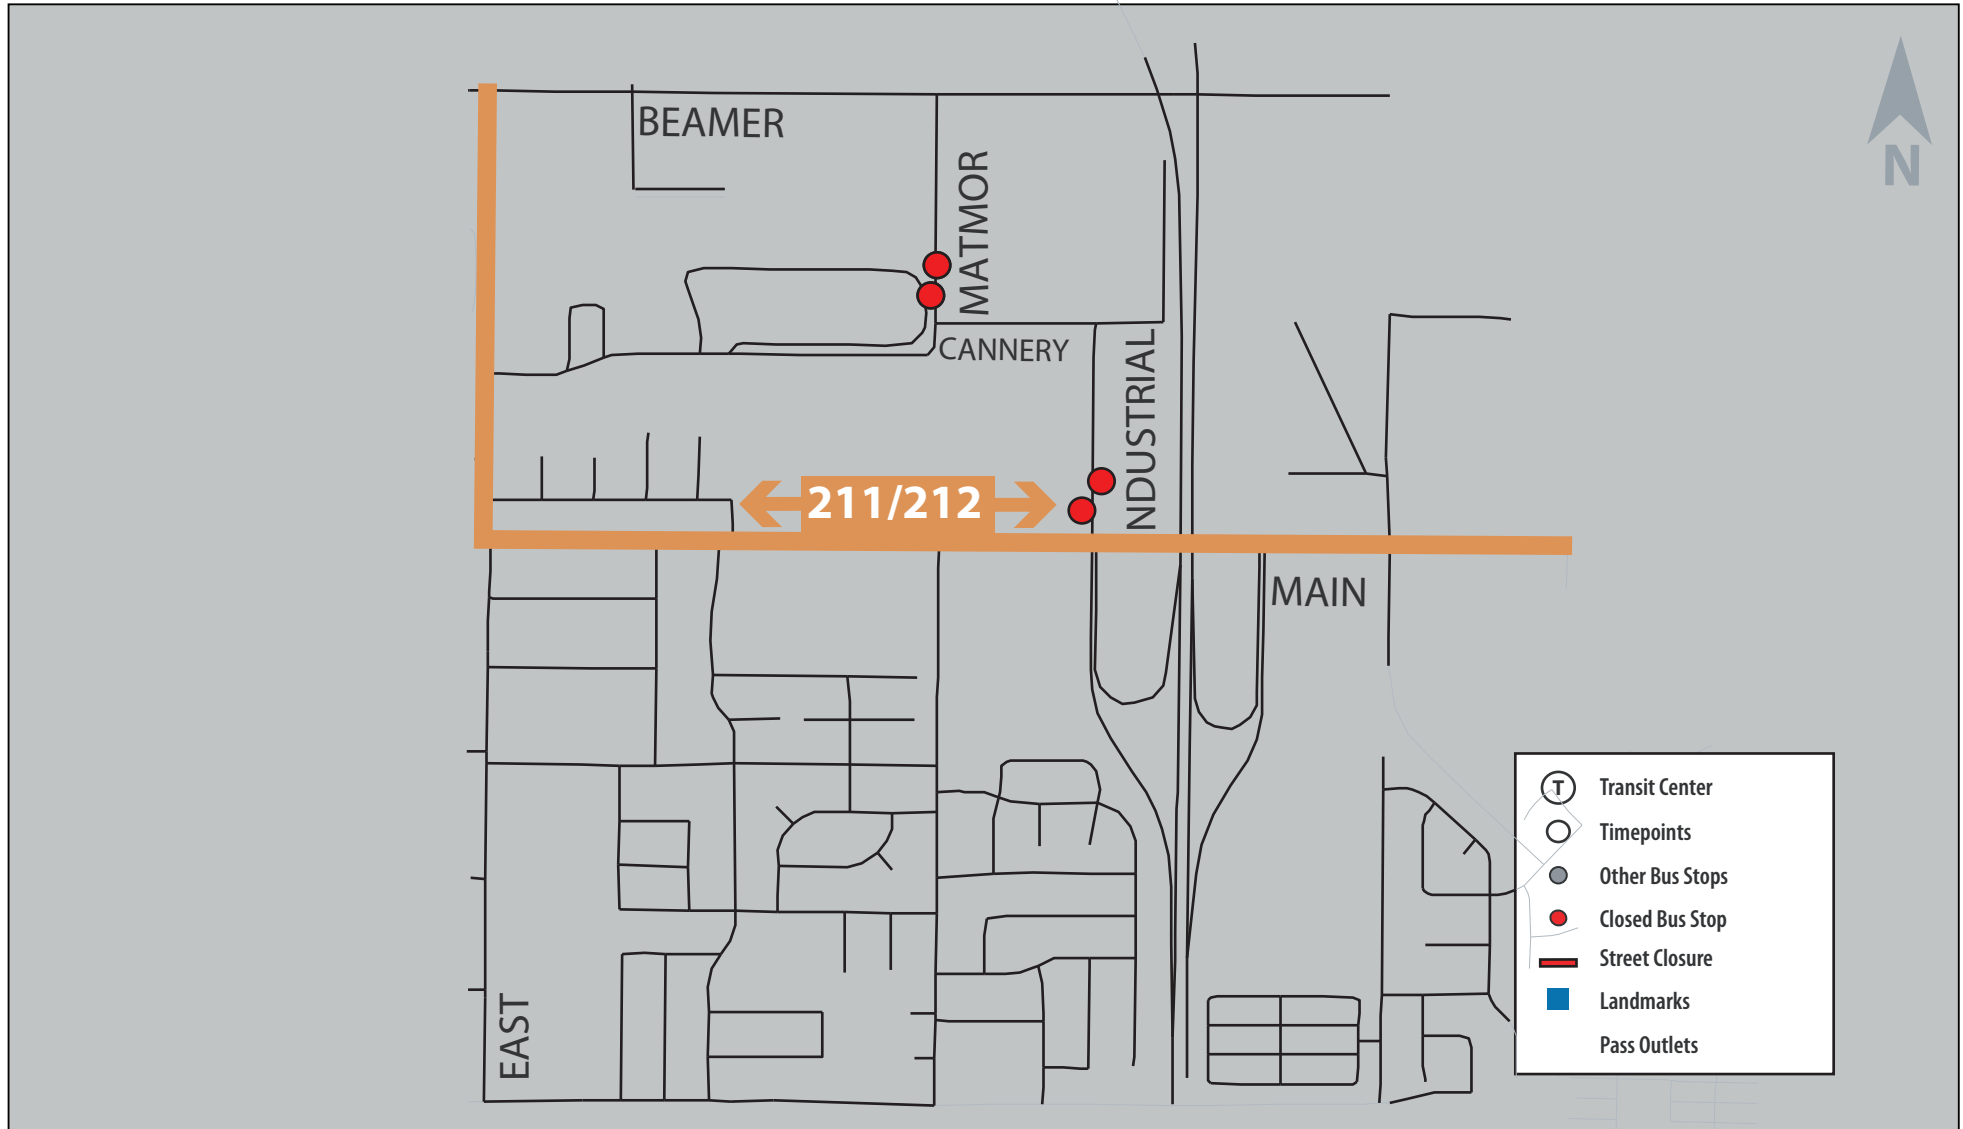 BEAMER
MATMOR
N
CANNERY
NDUSTRIAL
211/212
MAIN
EAST
T Transit Center
Timepoints
Other Bus Stops
Closed Bus Stop
Street Closure
Landmarks
Pass Outlets